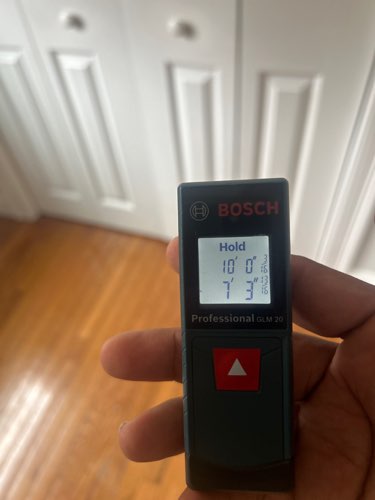 BOSCH
Hold
10' 0"
7' 3"
Professional GLM 20